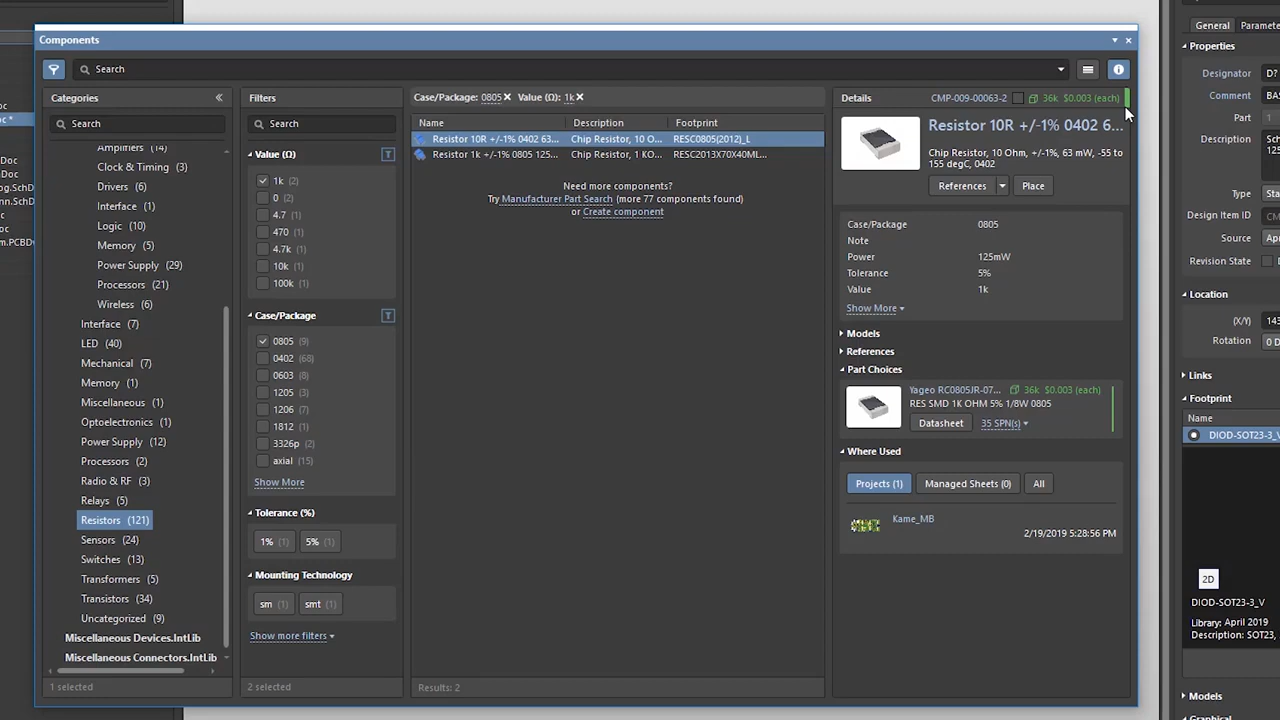 Components
Search
Categories
Search
Amplifiers (14)
Clock & Timing (3)
Drivers (6)
Interface (1)
Logic (10)
Memory (5)
Power Supply (29)
Processors (21)
Wireless (6)
Interface (7)
LED (40)
Mechanical (7)
Memory (1)
Miscellaneous (1)
Optoelectronics (1)
Power Supply (12)
Processors (2)
Radio & RF (3)
Relays (5)
Resistors (121)
Sensors (24)
Switches (13)
Transformers (5)
Transistors (34)
Uncategorized (9)
Miscellaneous Devices.IntLib
Miscellaneous Connectors.IntLib
1 selected
Filters
Search
Value (Ω)
1k (2)
0 (2)
4.7 (1)
470 (1)
4.7k (1)
10k (1)
100k (1)
Case/Package
0805 (9)
0402 (68)
0603 (8)
1205 (3)
1206 (7)
1812 (1)
3326p (2)
axial (15)
Show More
Tolerance (%)
1% (1) 5% (1)
Mounting Technology
sm (1) smt (1)
Show more filters
2 selected
Case/Package: 0805 Value (Ω): 1k
Name Description Footprint
Resistor 10R +/-1% 0402 63... Chip Resistor, 10 O... RESC0805(2012)_L
Resistor 1k +/-1% 0805 125... Chip Resistor, 1 KO... RESC2013X70X40ML...
Need more components?
Try Manufacturer Part Search (more 77 components found)
or Create component
Results: 2
Details CMP-009-00063-2 36k $0.003 (each)
Resistor 10R +/-1% 0402 6...
Chip Resistor, 10 Ohm, +/-1%, 63 mW, -55 to
155 degC, 0402
References Place
Case/Package 0805
Note
Power 125mW
Tolerance 5%
Value 1k
Show More
Models
References
Part Choices
Yageo RC0805JR-07... 36k $0.003 (each)
RES SMD 1K OHM 5% 1/8W 0805
Datasheet 35 SPN(s)
Where Used
Projects (1) Managed Sheets (0) All
Kame_MB
2/19/2019 5:28:56 PM
General Parameter
Properties
Designator D?
Comment BAS
Part 1
Description
Type Sta
Design Item ID CM
Source Apr
Revision State
Location
(X/Y) 143
Rotation 0 D
Links
Footprint
Name
DIOD-SOT23-3_V
2D
DIOD-SOT23-3_V
Library: April 2019
Description: SOT23,
Models
Graphical